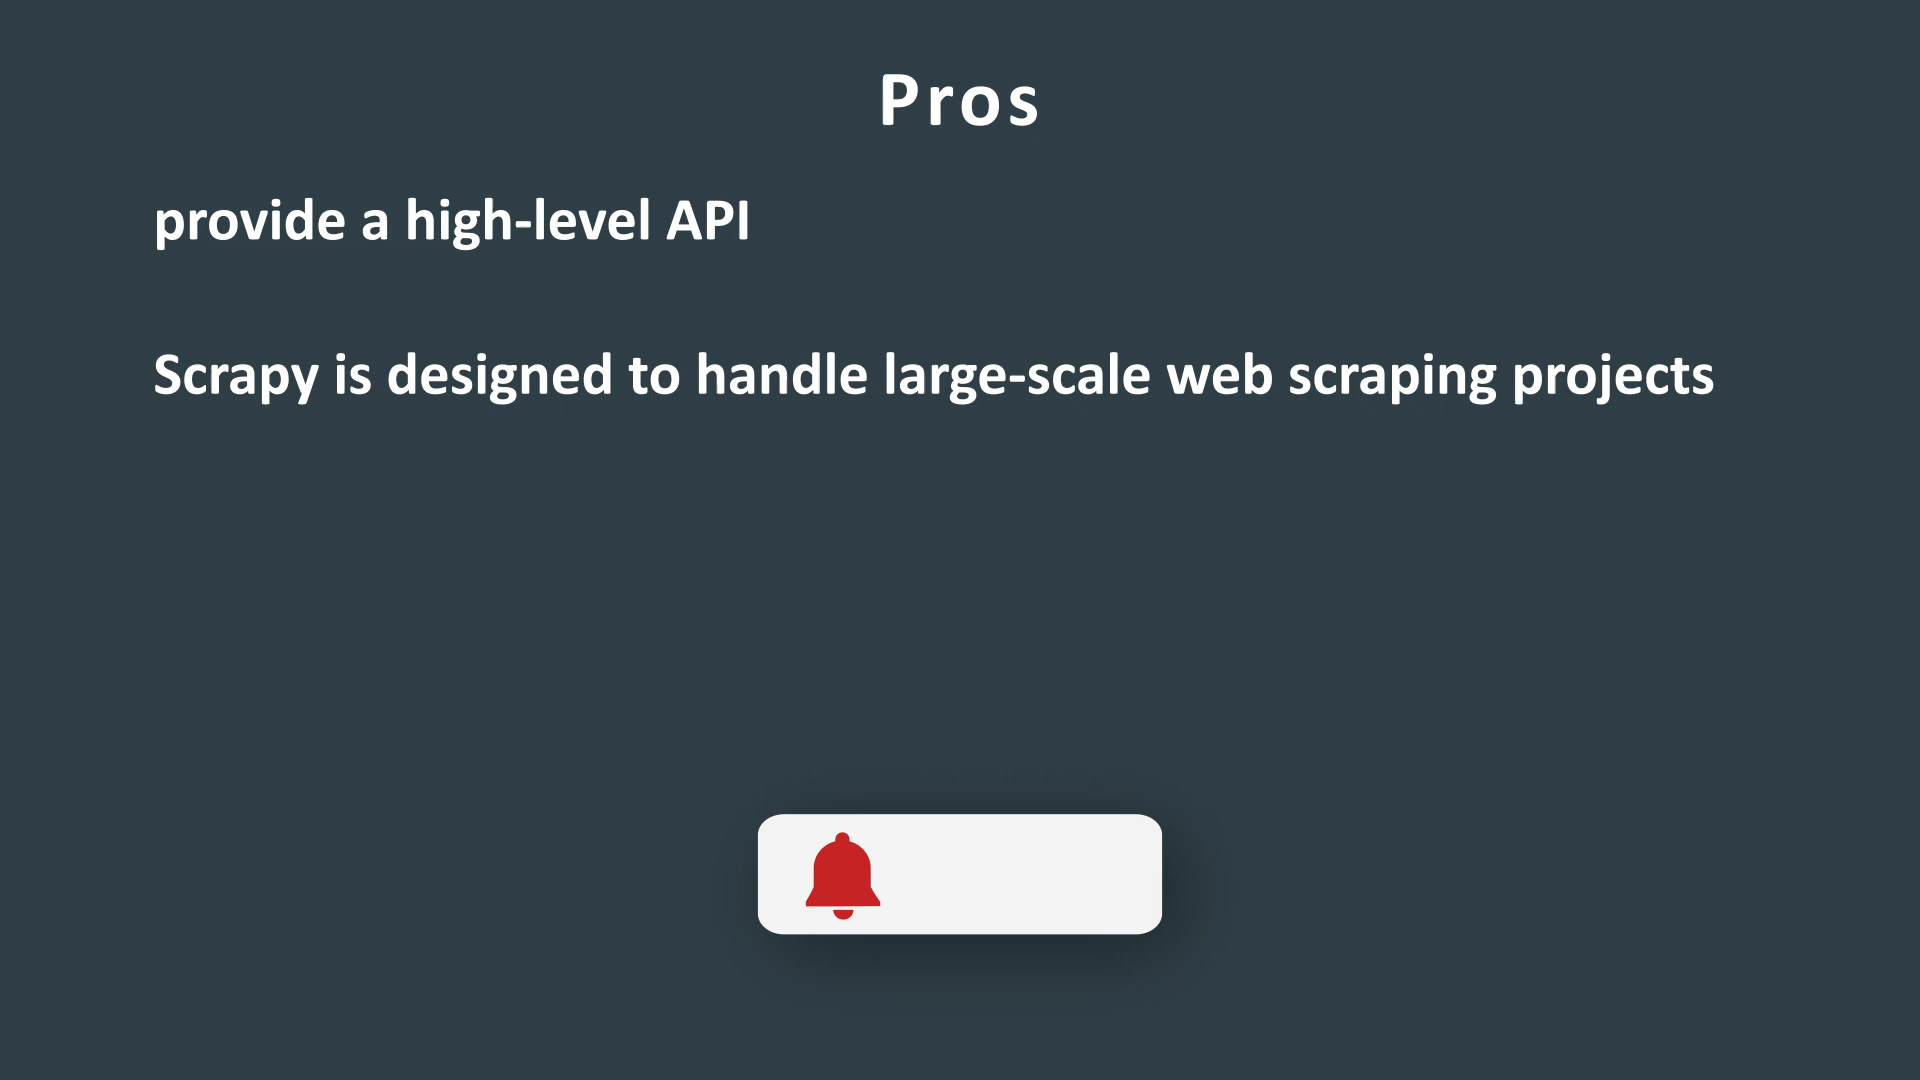 Pros
provide a high-level API
Scrapy is designed to handle large-scale web scraping projects